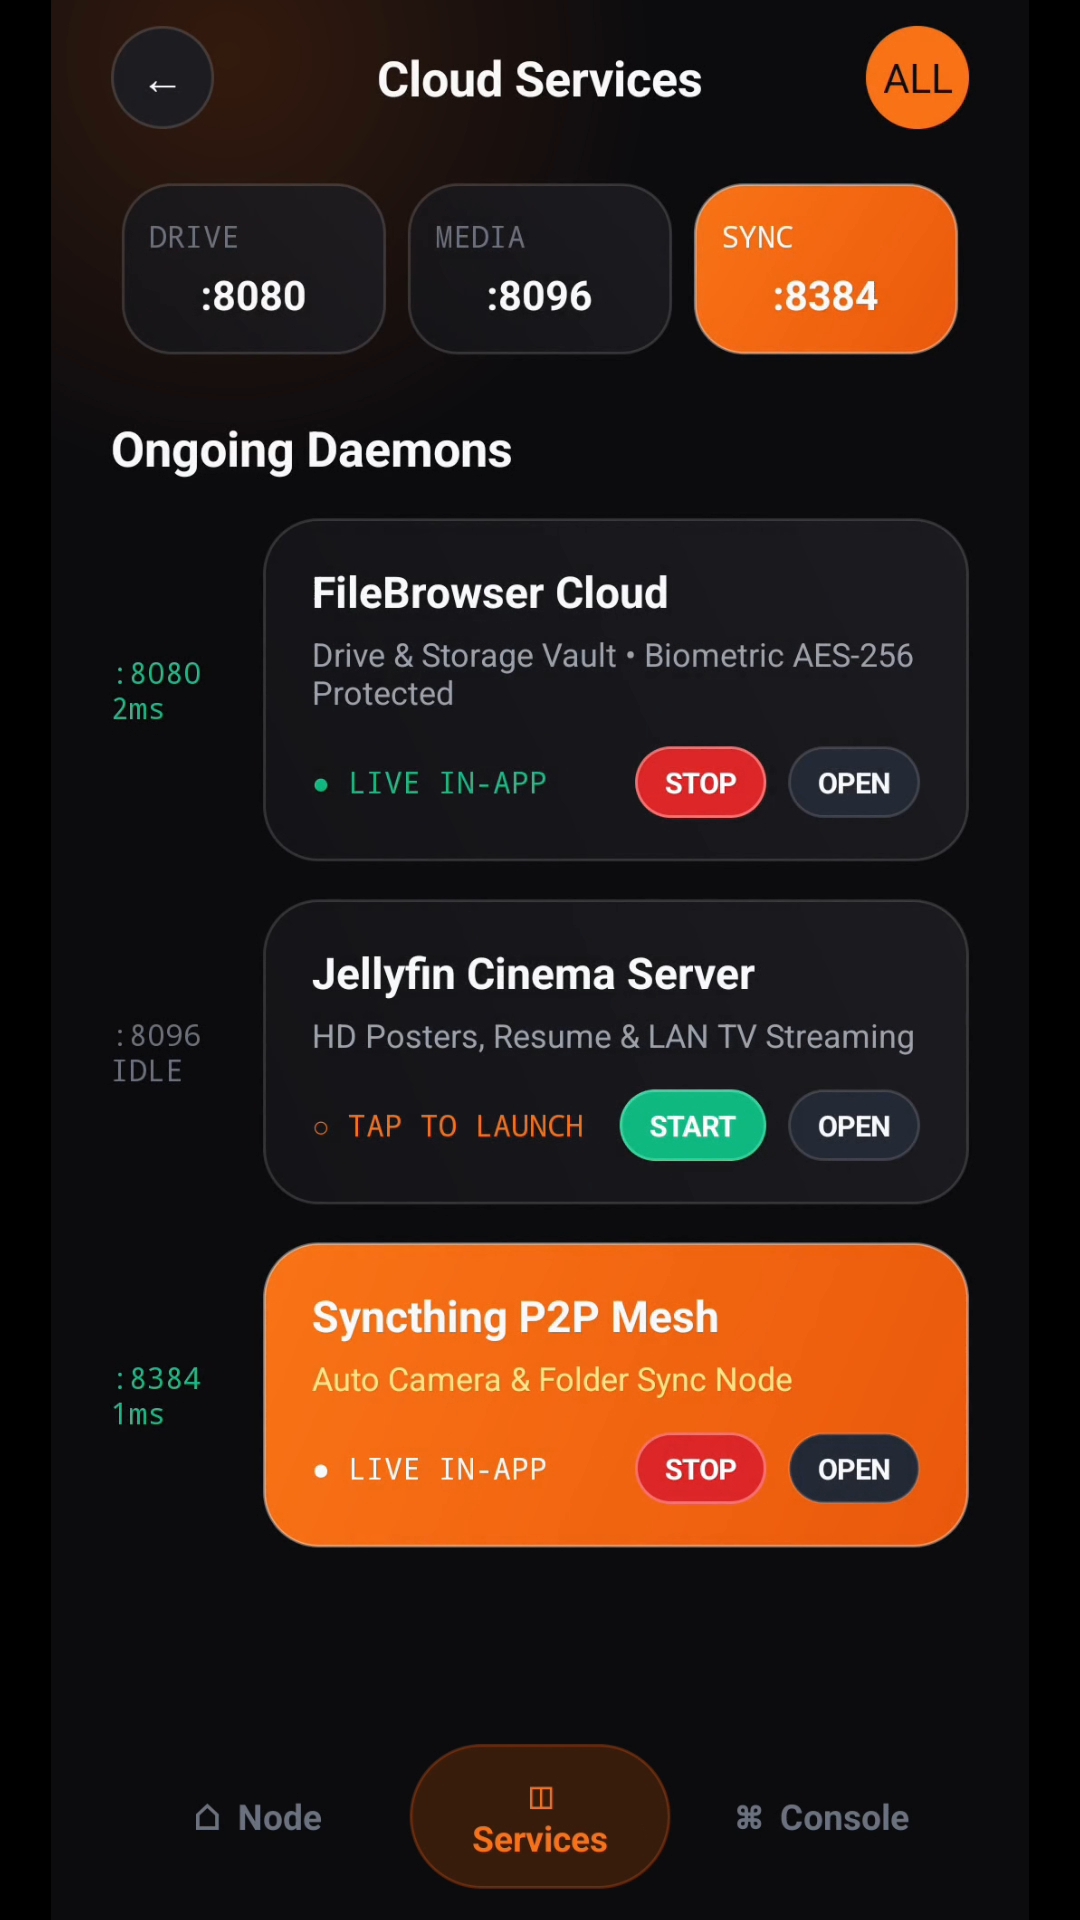 ←
Cloud Services
ALL
DRIVE
:8080
MEDIA
:8096
SYNC
:8384
Ongoing Daemons
:8080
2ms
FileBrowser Cloud
Drive & Storage Vault • Biometric AES-256
Protected
● LIVE IN-APP
STOP
OPEN
:8096
IDLE
Jellyfin Cinema Server
HD Posters, Resume & LAN TV Streaming
○ TAP TO LAUNCH
START
OPEN
:8384
1ms
Syncthing P2P Mesh
Auto Camera & Folder Sync Node
● LIVE IN-APP
STOP
OPEN
Node
Services
⌘ Console